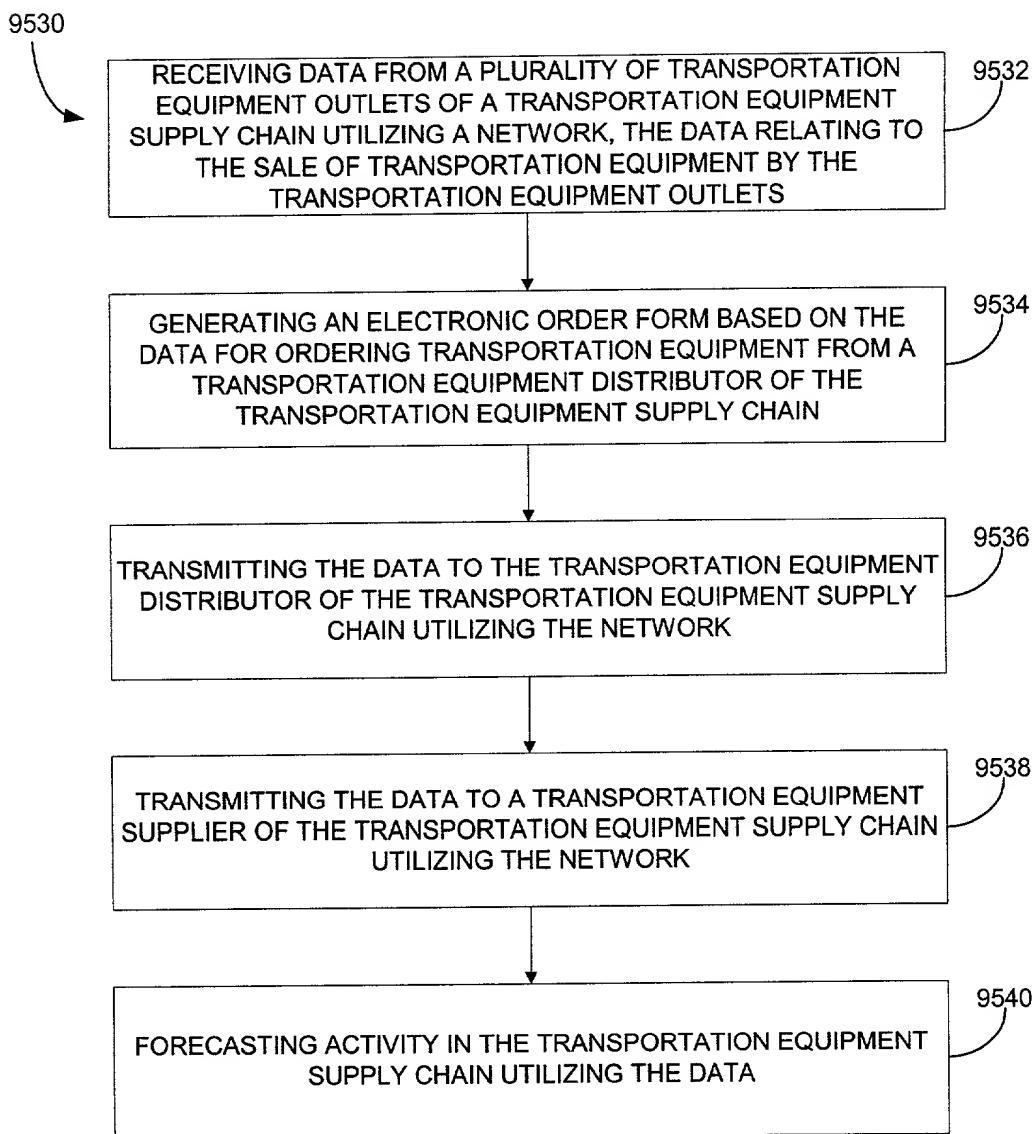 9530
RECEIVING DATA FROM A PLURALITY OF TRANSPORTATION
EQUIPMENT OUTLETS OF A TRANSPORTATION EQUIPMENT
SUPPLY CHAIN UTILIZING A NETWORK, THE DATA RELATING TO
THE SALE OF TRANSPORTATION EQUIPMENT BY THE
TRANSPORTATION EQUIPMENT OUTLETS
9532
GENERATING AN ELECTRONIC ORDER FORM BASED ON THE
DATA FOR ORDERING TRANSPORTATION EQUIPMENT FROM A
TRANSPORTATION EQUIPMENT DISTRIBUTOR OF THE
TRANSPORTATION EQUIPMENT SUPPLY CHAIN
9534
TRANSMITTING THE DATA TO THE TRANSPORTATION EQUIPMENT
DISTRIBUTOR OF THE TRANSPORTATION EQUIPMENT SUPPLY
CHAIN UTILIZING THE NETWORK
9536
TRANSMITTING THE DATA TO A TRANSPORTATION EQUIPMENT
SUPPLIER OF THE TRANSPORTATION EQUIPMENT SUPPLY CHAIN
UTILIZING THE NETWORK
9538
FORECASTING ACTIVITY IN THE TRANSPORTATION EQUIPMENT
SUPPLY CHAIN UTILIZING THE DATA
9540